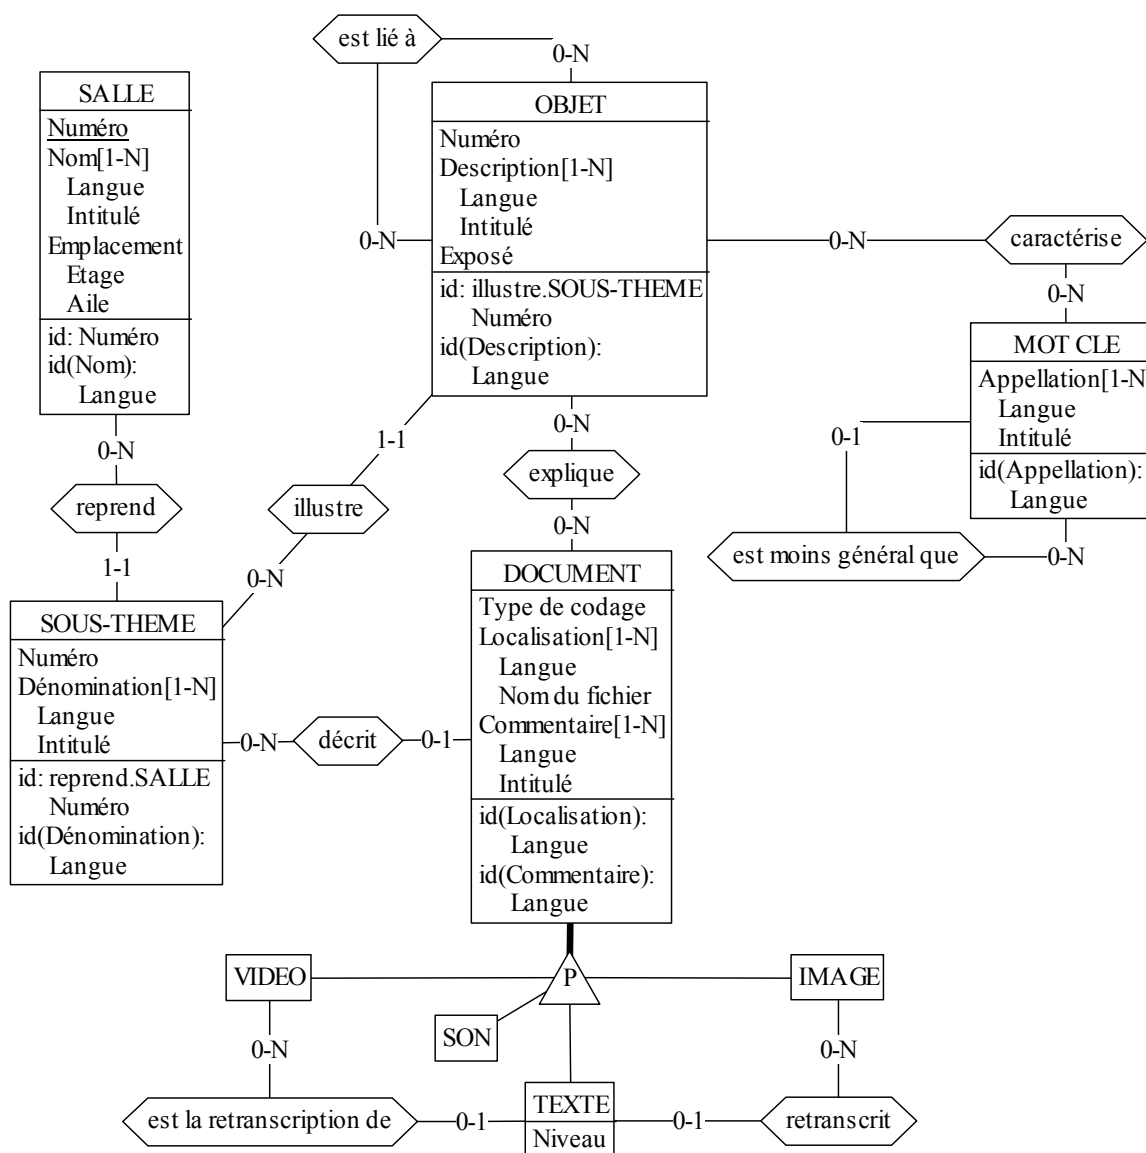 est lié à
0-N
SALLE
Numéro
Nom[1-N]
Langue
Intitulé
Emplacement
Etage
Aile
id: Numéro
id(Nom):
Langue
OBJET
Numéro
Description[1-N]
Langue
Intitulé
Exposé
id: illustre.SOUS-THEME
Numéro
id(Description):
Langue
0-N
0-N
caractérise
0-N
MOT CLE
Appellation[1-N
Langue
Intitulé
id(Appellation):
Langue
0-N
reprend
1-1
1-1
illustre
0-N
0-N
explique
0-N
0-1
est moins général que
0-N
SOUS-THEME
Numéro
Dénomination[1-N]
Langue
Intitulé
id: reprend.SALLE
Numéro
id(Dénomination):
Langue
0-N
décrit
0-1
DOCUMENT
Type de codage
Localisation[1-N]
Langue
Nom du fichier
Commentaire[1-N]
Langue
Intitulé
id(Localisation):
Langue
id(Commentaire):
Langue
VIDEO
P
IMAGE
SON
0-N
0-N
est la retranscription de
0-1
TEXTE
Niveau
0-1
retranscrit